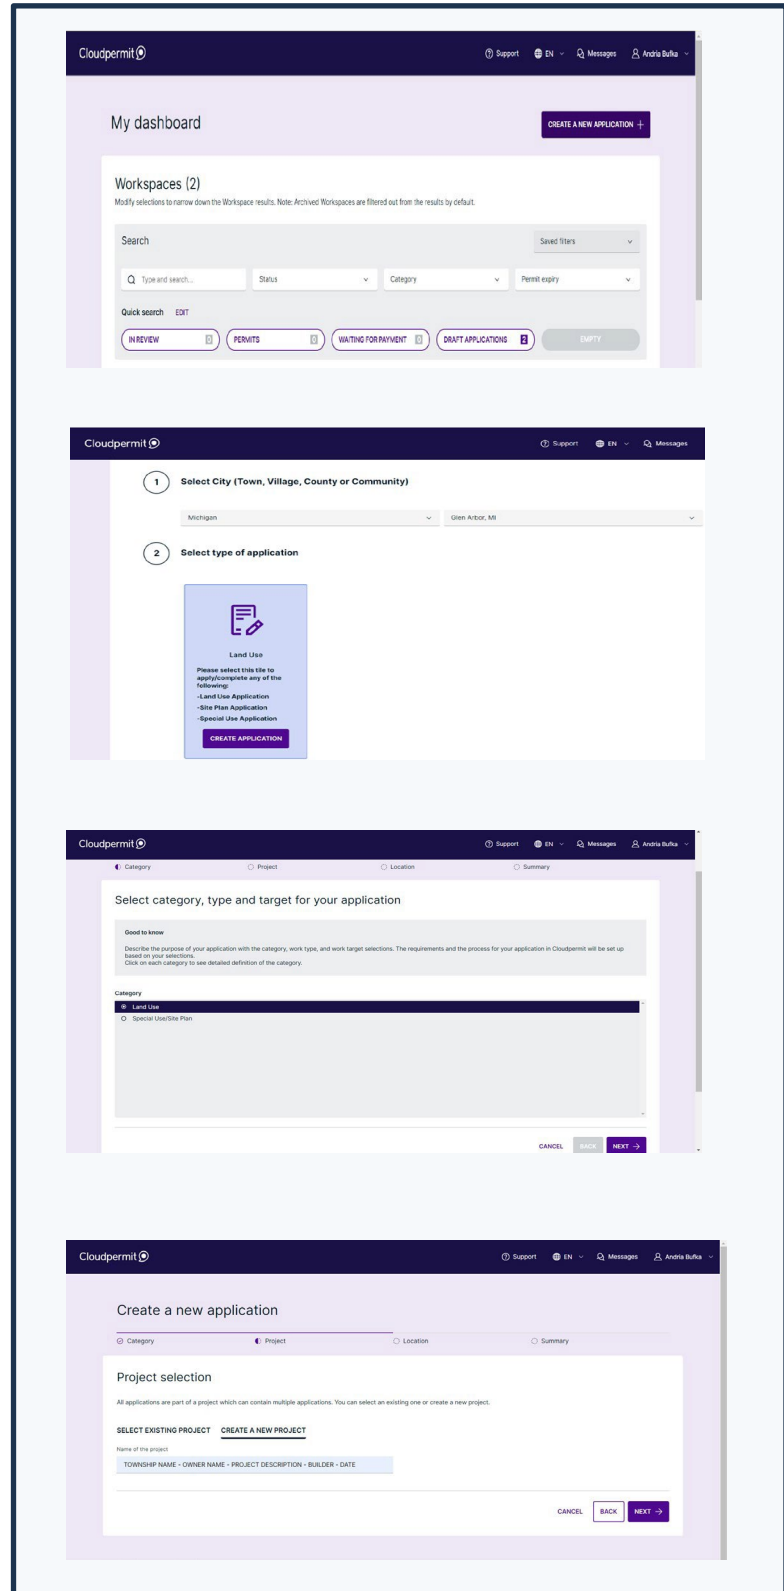 Cloudpermit
Support EN Messages Andria Bufka
My dashboard
CREATE A NEW APPLICATION +
Workspaces (2)
Modify selections to narrow down the Workspace results. Note: Archived Workspaces are filtered out from the results by default.
Search
Saved filters
Type and search...
Status
Category
Permit expiry
Quick search EDIT
IN REVIEW 0
PERMITS 0
WAITING FOR PAYMENT 0
DRAFT APPLICATIONS 2
EMPTY
Cloudpermit
Support EN Messages
1 Select City (Town, Village, County or Community)
Michigan
Glen Arbor, MI
2 Select type of application
Land Use
Please select this tile to
apply/complete any of the
following:
-Land Use Application
-Site Plan Application
-Special Use Application
CREATE APPLICATION
Cloudpermit
Support EN Messages Andria Bufka
Category Project Location Summary
Select category, type and target for your application
Good to know
Describe the purpose of your application with the category, work type, and work target selections. The requirements and the process for your application in Cloudpermit will be set up
based on your selections.
Click on each category to see detailed definition of the category.
Category
Land Use
Special Use/Site Plan
CANCEL BACK NEXT →
Cloudpermit
Support EN Messages Andria Bufka
Create a new application
Category Project Location Summary
Project selection
All applications are part of a project which can contain multiple applications. You can select an existing one or create a new project.
SELECT EXISTING PROJECT CREATE A NEW PROJECT
Name of the project
TOWNSHIP NAME - OWNER NAME - PROJECT DESCRIPTION - BUILDER - DATE
CANCEL BACK NEXT →